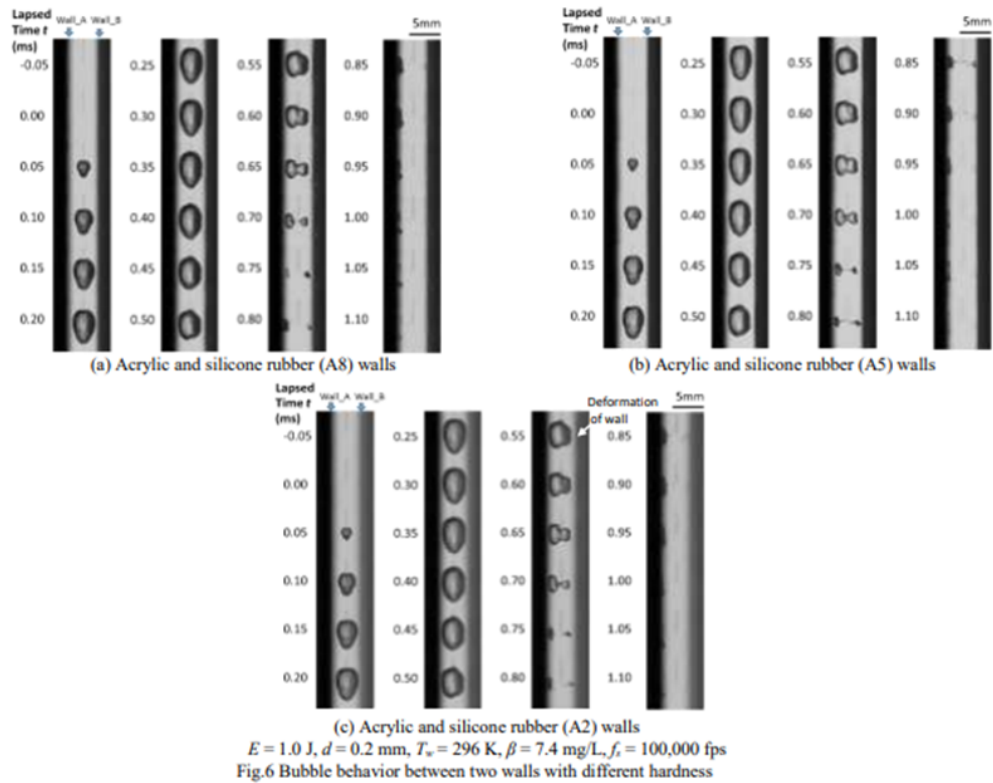 Lapsed
Time t
(ms)
Wall_A Wall_B
5mm
-0.05 0.25 0.55 0.85
0.00 0.30 0.60 0.90
0.05 0.35 0.65 0.95
0.10 0.40 0.70 1.00
0.15 0.45 0.75 1.05
0.20 0.50 0.80 1.10
(a) Acrylic and silicone rubber (A8) walls
Lapsed
Time t
(ms)
Wall_A Wall_B
5mm
-0.05 0.25 0.55 0.85
0.00 0.30 0.60 0.90
0.05 0.35 0.65 0.95
0.10 0.40 0.70 1.00
0.15 0.45 0.75 1.05
0.20 0.50 0.80 1.10
(b) Acrylic and silicone rubber (A5) walls
Lapsed
Time t
(ms)
Wall_A Wall_B
Deformation
of wall
5mm
-0.05 0.25 0.55 0.85
0.00 0.30 0.60 0.90
0.05 0.35 0.65 0.95
0.10 0.40 0.70 1.00
0.15 0.45 0.75 1.05
0.20 0.50 0.80 1.10
(c) Acrylic and silicone rubber (A2) walls
E = 1.0 J, d = 0.2 mm, Tw = 296 K, β = 7.4 mg/L, fs = 100,000 fps
Fig.6 Bubble behavior between two walls with different hardness